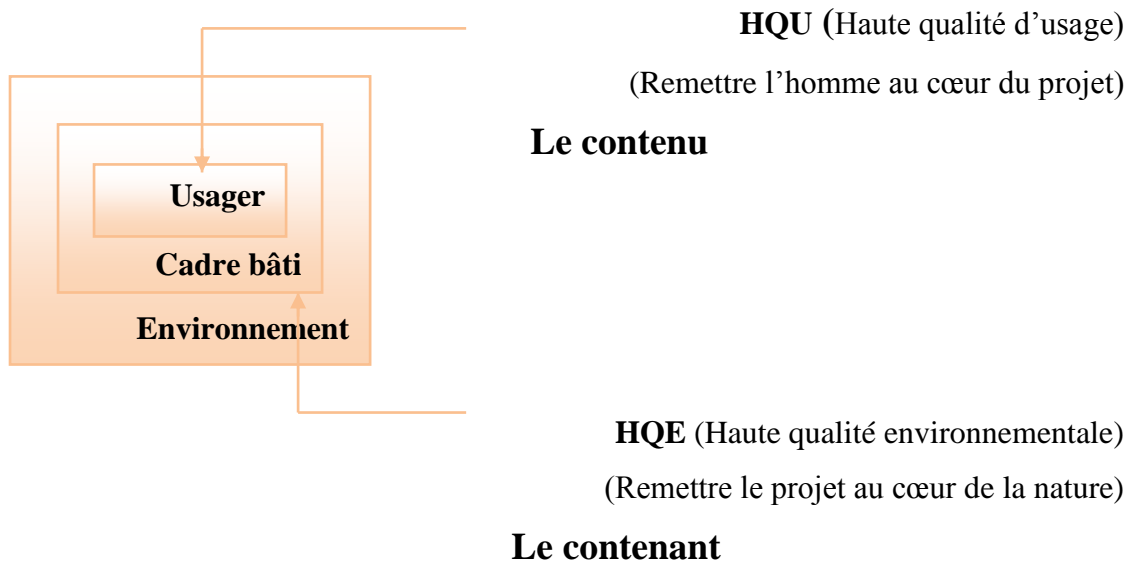 HQU (Haute qualité d’usage)
(Remettre l’homme au cœur du projet)
Le contenu
Usager
Cadre bâti
Environnement
HQE (Haute qualité environnementale)
(Remettre le projet au cœur de la nature)
Le contenant